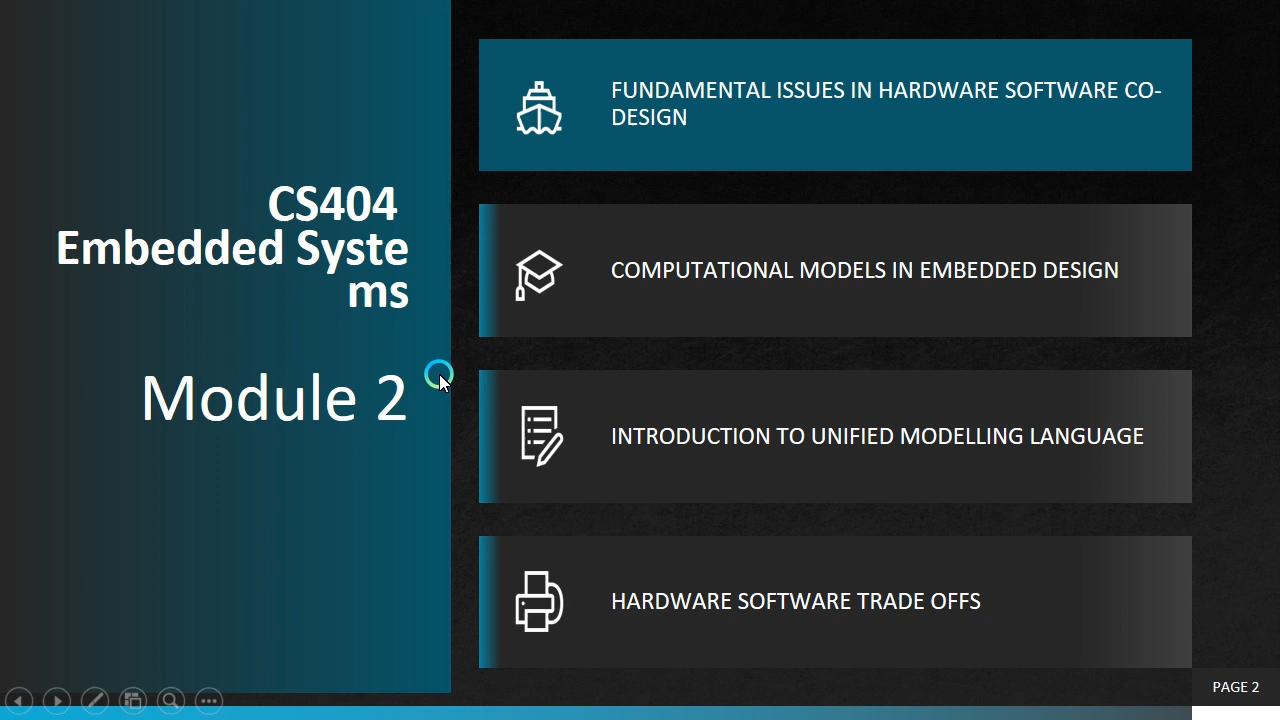 CS404
Embedded Syste
ms
Module 2
FUNDAMENTAL ISSUES IN HARDWARE SOFTWARE CO-
DESIGN
COMPUTATIONAL MODELS IN EMBEDDED DESIGN
INTRODUCTION TO UNIFIED MODELLING LANGUAGE
HARDWARE SOFTWARE TRADE OFFS
PAGE 2